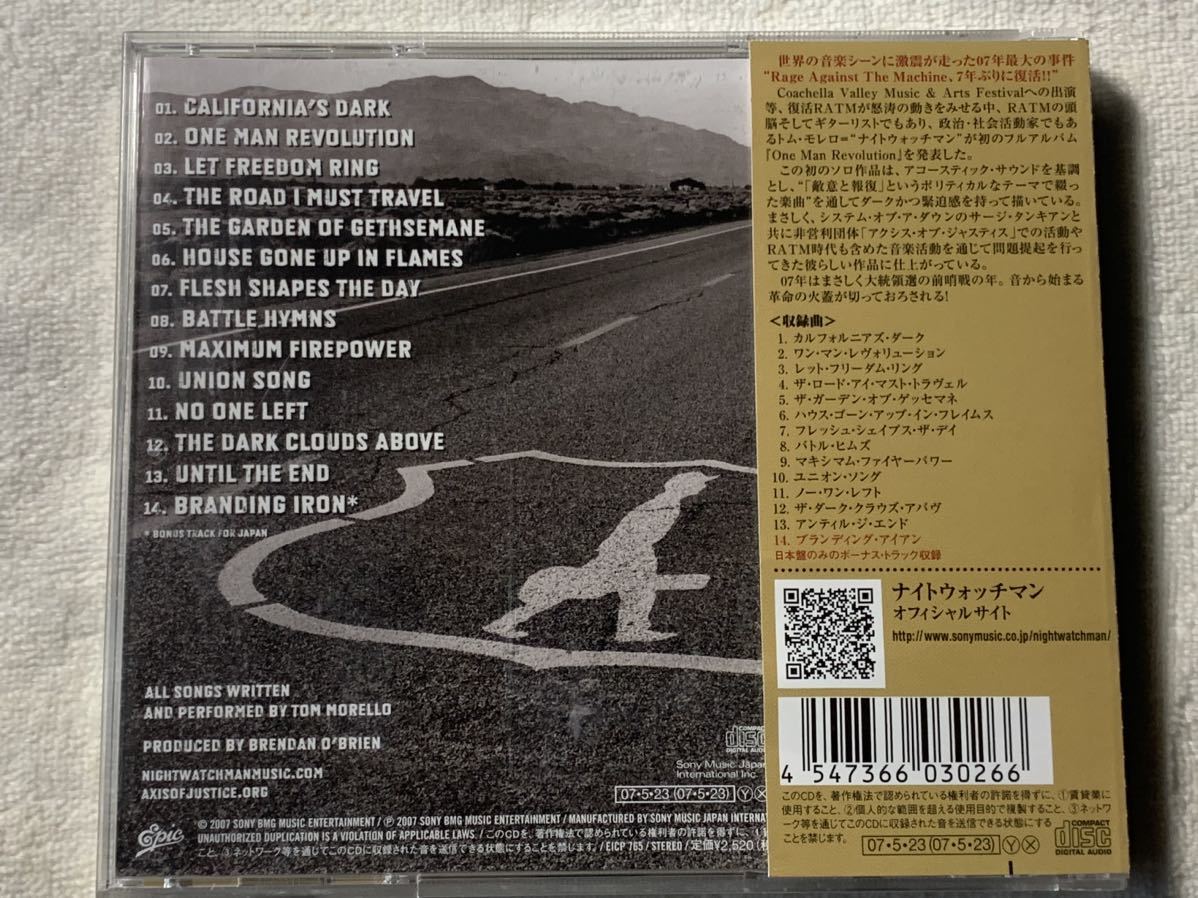 01. CALIFORNIA'S DARK
02. ONE MAN REVOLUTION
03. LET FREEDOM RING
04. THE ROAD I MUST TRAVEL
05. THE GARDEN OF GETHSEMANE
06. HOUSE GONE UP IN FLAMES
07. FLESH SHAPES THE DAY
08. BATTLE HYMNS
09. MAXIMUM FIREPOWER
10. UNION SONG
11. NO ONE LEFT
12. THE DARK CLOUDS ABOVE
13. UNTIL THE END
14. BRANDING IRON*
* BONUS TRACK FOR JAPAN
ALL SONGS WRITTEN
AND PERFORMED BY TOM MORELLO
PRODUCED BY BRENDAN O'BRIEN
NIGHTWATCHMANMUSIC.COM
AXISOFJUSTICE.ORG
COMPACT
disc
DIGITAL AUDIO
Sony Music Japan
International Inc
07・5・23 (07・5・23) Y X
Epic
© 2007 SONY BMG MUSIC ENTERTAINMENT / ℗ 2007 SONY BMG MUSIC ENTERTAINMENT / MANUFACTURED BY SONY MUSIC JAPAN INTERNAT
UNAUTHORIZED DUPLICATION IS A VIOLATION OF APPLICABLE LAWS. / このCDを、著作権法で認められている権利者の許諾を得ずに、①賃
こと、③ネットワーク等を通じてこのCDに収録された音を送信できる状態にすることを禁じます。/ EICP 765 / STEREO / 定価¥2,520 (税
世界の音楽シーンに激震が走った07年最大の事件
"Rage Against The Machine、7年ぶりに復活!!"
Coachella Valley Music & Arts Festivalへの出演
等、復活RATMが怒涛の動きをみせる中、RATMの頭
脳そしてギターリストでもあり、政治・社会活動家でもあ
るトム・モレロ="ナイトウォッチマン"が初のフルアルバム
『One Man Revolution』を発表した。
この初のソロ作品は、アコースティック・サウンドを基調
とし、"「敵意と報復」というポリティカルなテーマで綴っ
た楽曲"を通してダークかつ緊迫感を持って描いている。
まさしく、システム・オブ・ア・ダウンのサージ・タンキアンと
共に非営利団体「アクシス・オブ・ジャスティス」での活動や
RATM時代も含めた音楽活動を通じて問題提起を行っ
てきた彼らしい作品に仕上がっている。
07年はまさしく大統領選の前哨戦の年。音から始まる
革命の火蓋が切っておろされる!
<収録曲>
1. カルフォルニアズ・ダーク
2. ワン・マン・レヴォリューション
3. レット・フリーダム・リング
4. ザ・ロード・アイ・マスト・トラヴェル
5. ザ・ガーデン・オブ・ゲッセマネ
6. ハウス・ゴーン・アップ・イン・フレイムス
7. フレッシュ・シェイプス・ザ・デイ
8. バトル・ヒムズ
9. マキシマム・ファイヤーパワー
10. ユニオン・ソング
11. ノー・ワン・レフト
12. ザ・ダーク・クラウズ・アバヴ
13. アンティル・ジ・エンド
14. ブランディング・アイアン
日本盤のみのボーナス・トラック収録
ナイトウォッチマン
オフィシャルサイト
http://www.sonymusic.co.jp/nightwatchman/
4 547366 030266
このCDを、著作権法で認められている権利者の許諾を得ずに、①賃貸業に
使用すること、②個人的な範囲を超える使用目的で複製すること、③ネットワ
ーク等を通じてこのCDに収録された音を送信できる状態にする
ことを禁じます。
07・5・23 (07・5・23) Y X
COMPACT
disc
DIGITAL AUDIO